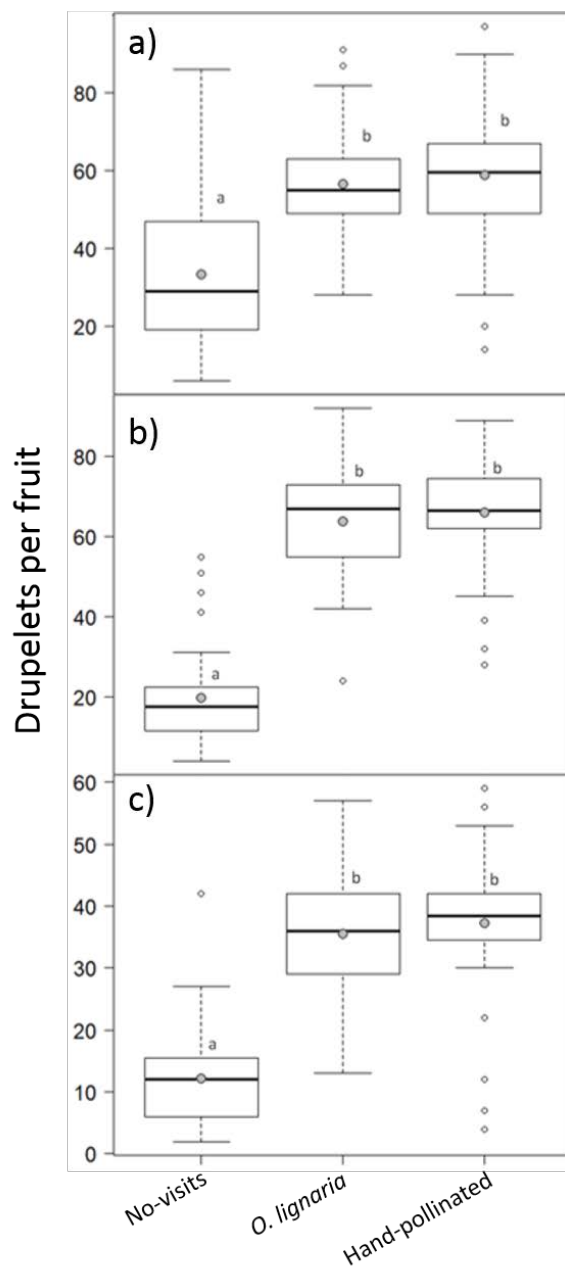 a)
80
60
40
20
a
b
b
b)
80
60
40
20
a
b
b
c)
60
50
40
30
20
10
0
a
b
b
Drupelets per fruit
No-visits
O. lignaria
Hand-pollinated